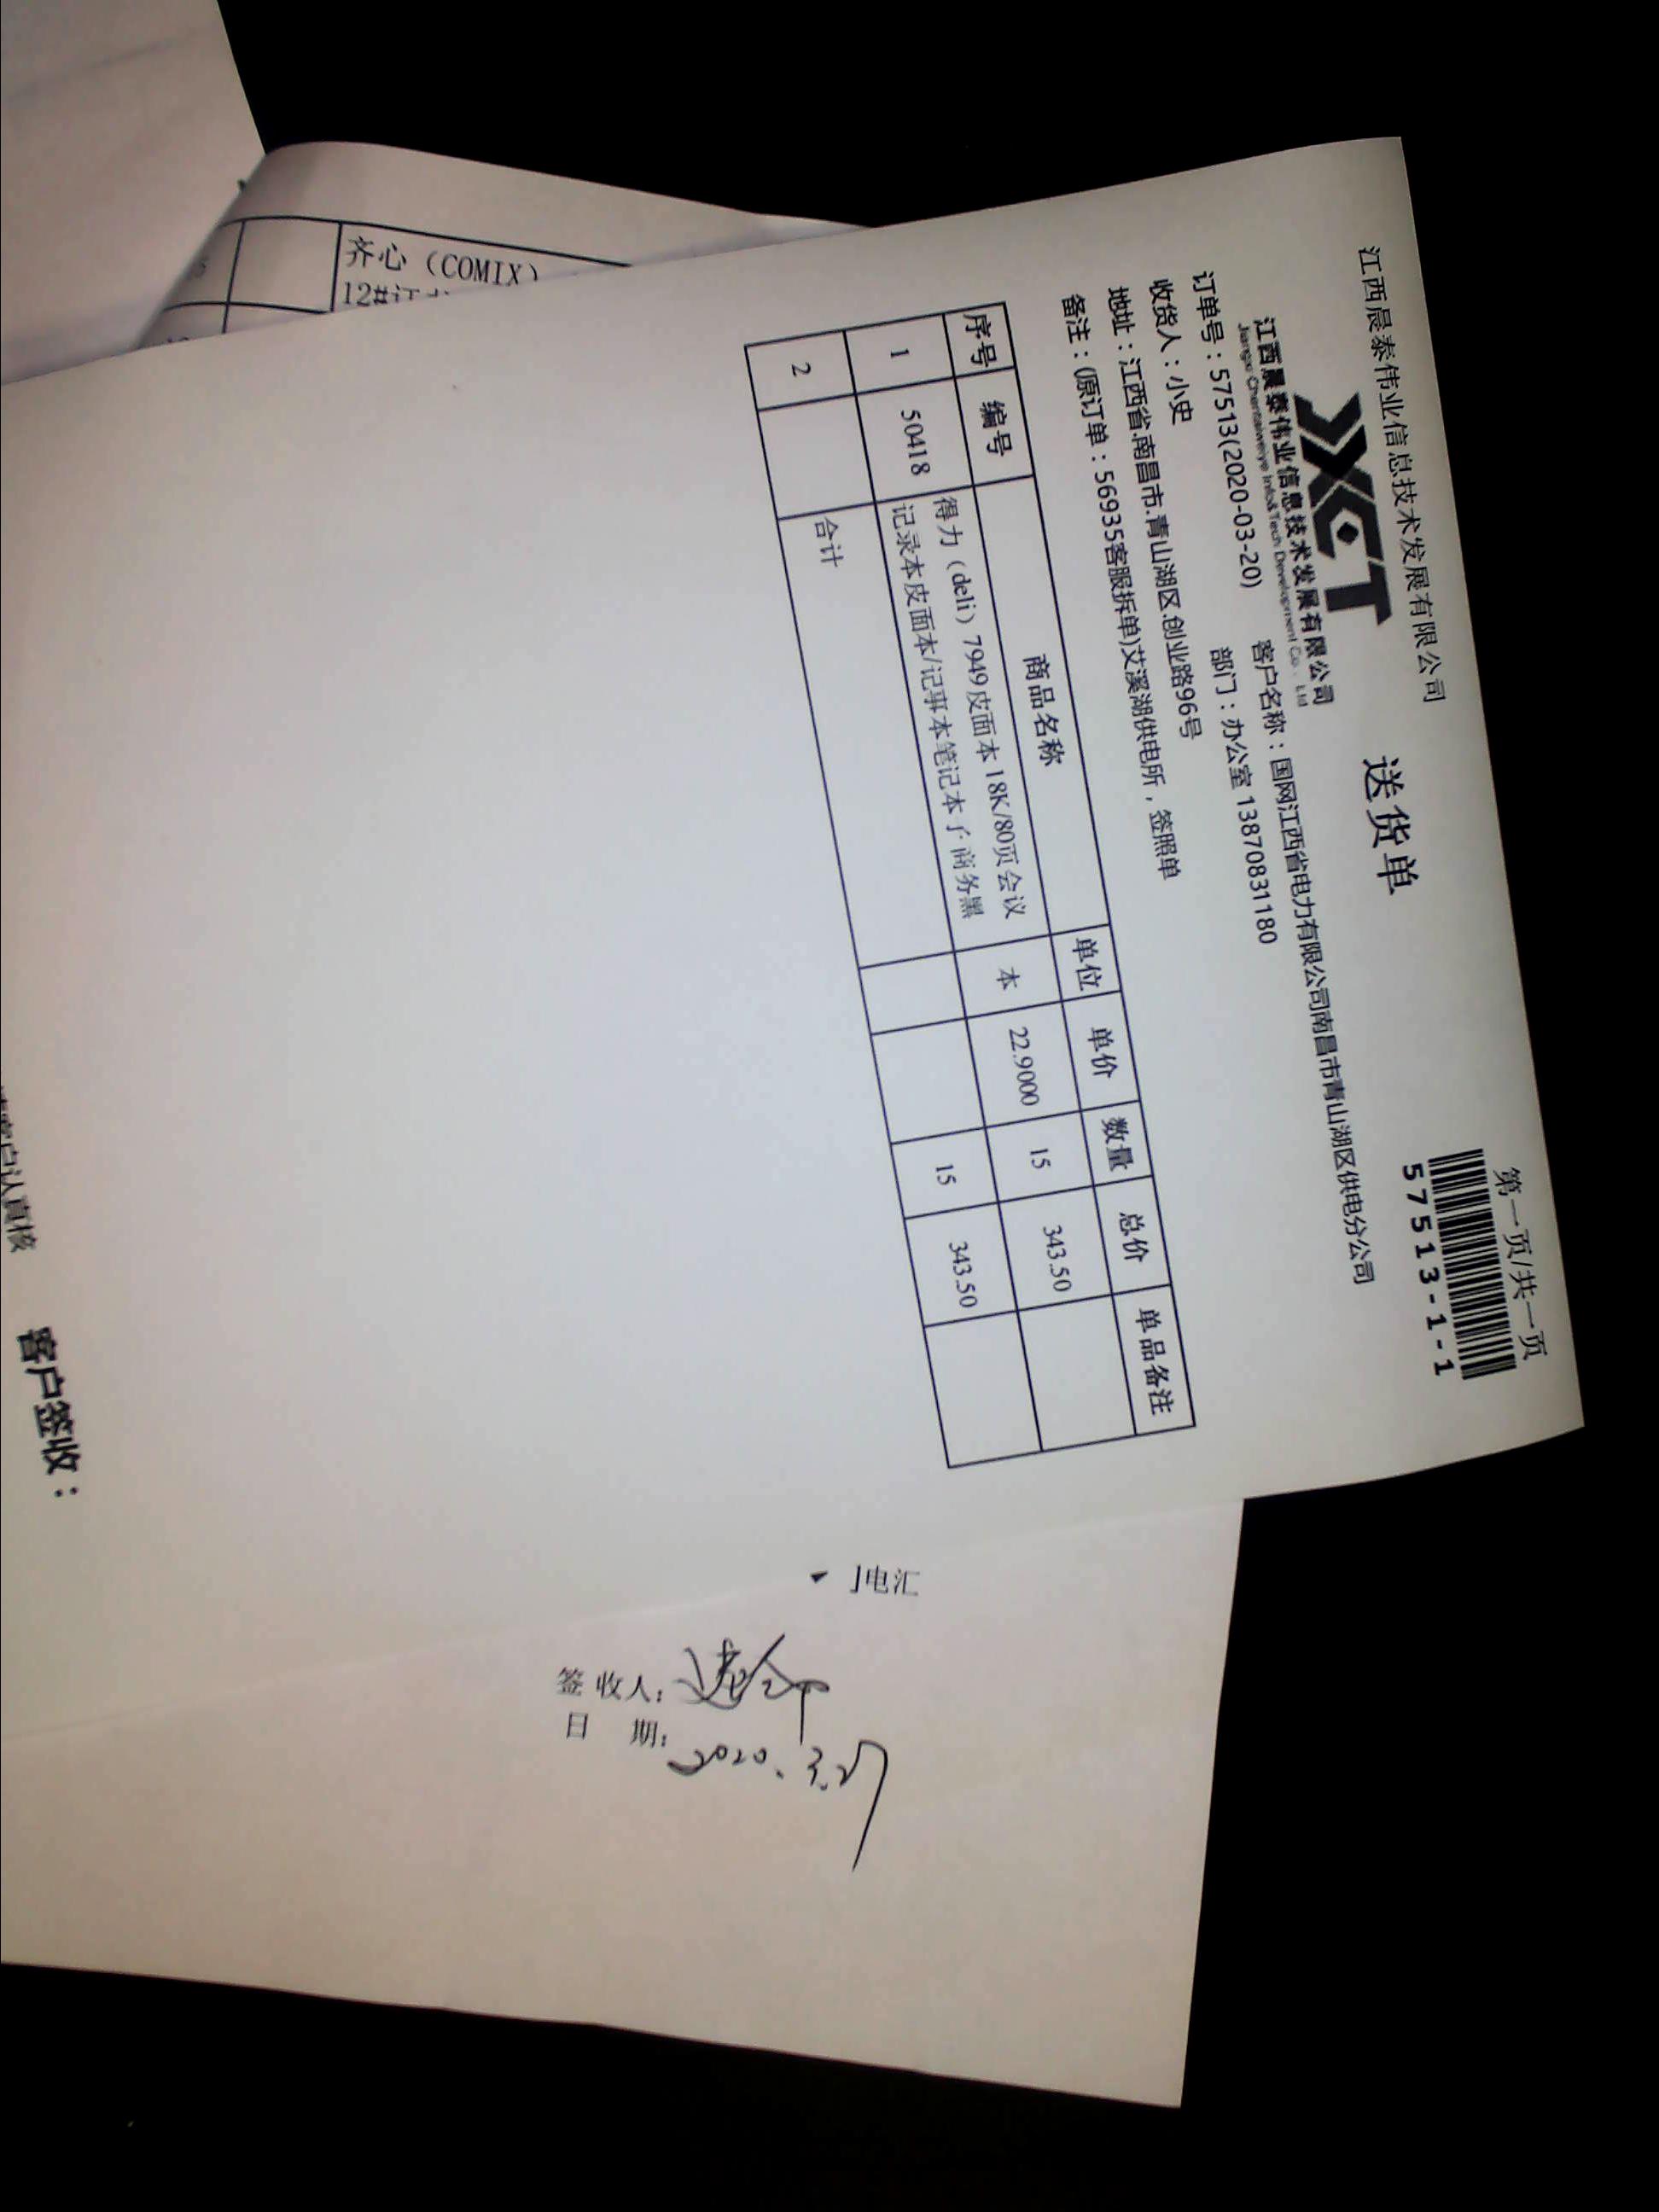 江西晨泰伟业信息技术发展有限公司
送货单
第一页/共一页
57513-1-1
XCT
江西晨泰伟业信息技术发展有限公司
Jiangxi Chentaiweiye Info&Tech Development Co., Ltd
订单号：57513(2020-03-20) 客户名称：国网江西省电力有限公司南昌市青山湖区供电分公司
收货人：小史 部门：办公室 13870831180
地址：江西省.南昌市.青山湖区.创业路96号
备注：(原订单：56935客服拆单)艾溪湖供电所，签照单
序号 编号 商品名称 单位 单价 数量 总价 单品备注
1 50418 得力（deli）7949皮面本 18K/80页会议 本 22.9000 15 343.50
记录本皮面本/记事本笔记本子 商务黑
2 合计 15 343.50
客户认真核
客户签收：
齐心（COMIX）
12#订
电汇
签 收人：
日 期：2020.3.27